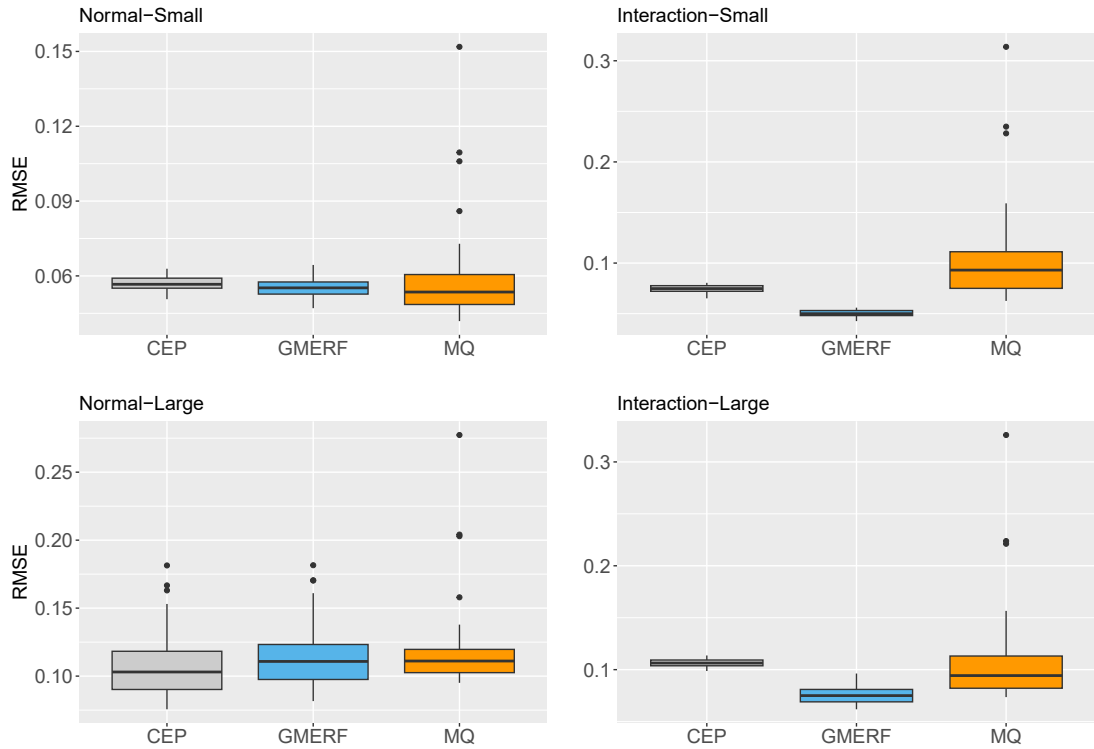 Normal−Small
RMSE
0.15
0.12
0.09
0.06
CEP GMERF MQ
Interaction−Small
0.3
0.2
0.1
CEP GMERF MQ
Normal−Large
RMSE
0.25
0.20
0.15
0.10
CEP GMERF MQ
Interaction−Large
0.3
0.2
0.1
CEP GMERF MQ